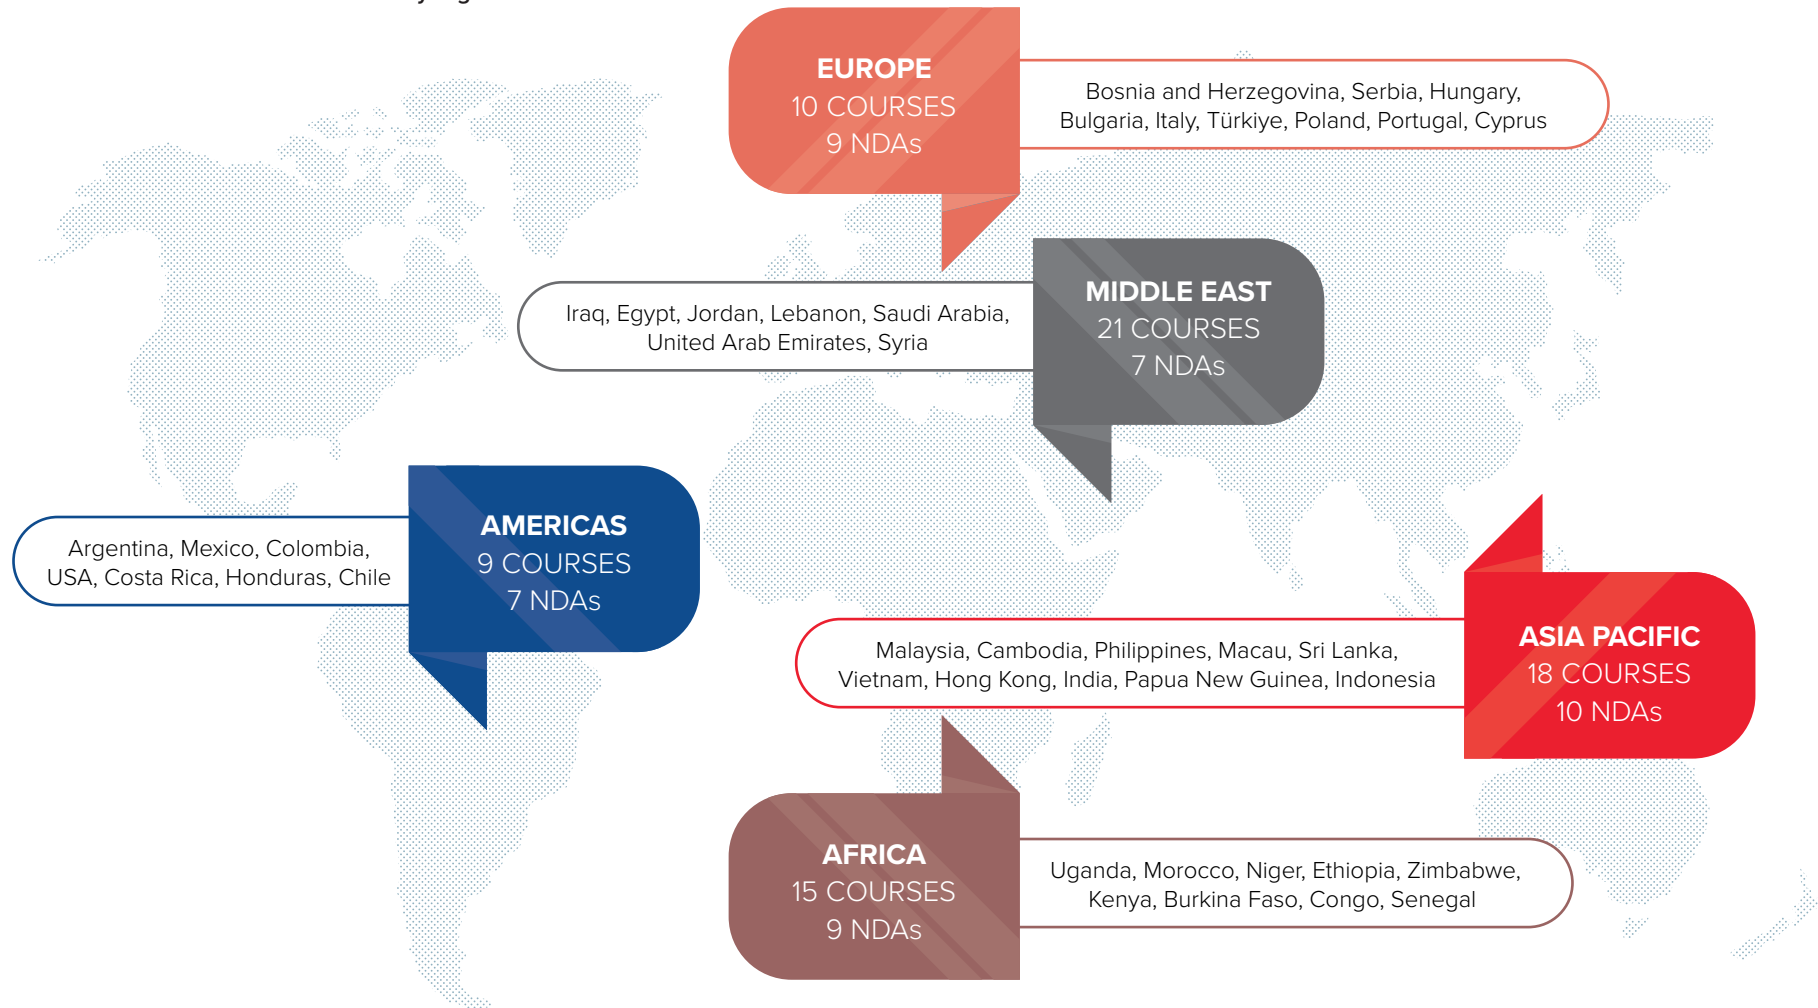 EUROPE
10 COURSES
9 NDAs
Bosnia and Herzegovina, Serbia, Hungary,
Bulgaria, Italy, Türkiye, Poland, Portugal, Cyprus
Iraq, Egypt, Jordan, Lebanon, Saudi Arabia,
United Arab Emirates, Syria
MIDDLE EAST
21 COURSES
7 NDAs
Argentina, Mexico, Colombia,
USA, Costa Rica, Honduras, Chile
AMERICAS
9 COURSES
7 NDAs
Malaysia, Cambodia, Philippines, Macau, Sri Lanka,
Vietnam, Hong Kong, India, Papua New Guinea, Indonesia
ASIA PACIFIC
18 COURSES
10 NDAs
AFRICA
15 COURSES
9 NDAs
Uganda, Morocco, Niger, Ethiopia, Zimbabwe,
Kenya, Burkina Faso, Congo, Senegal